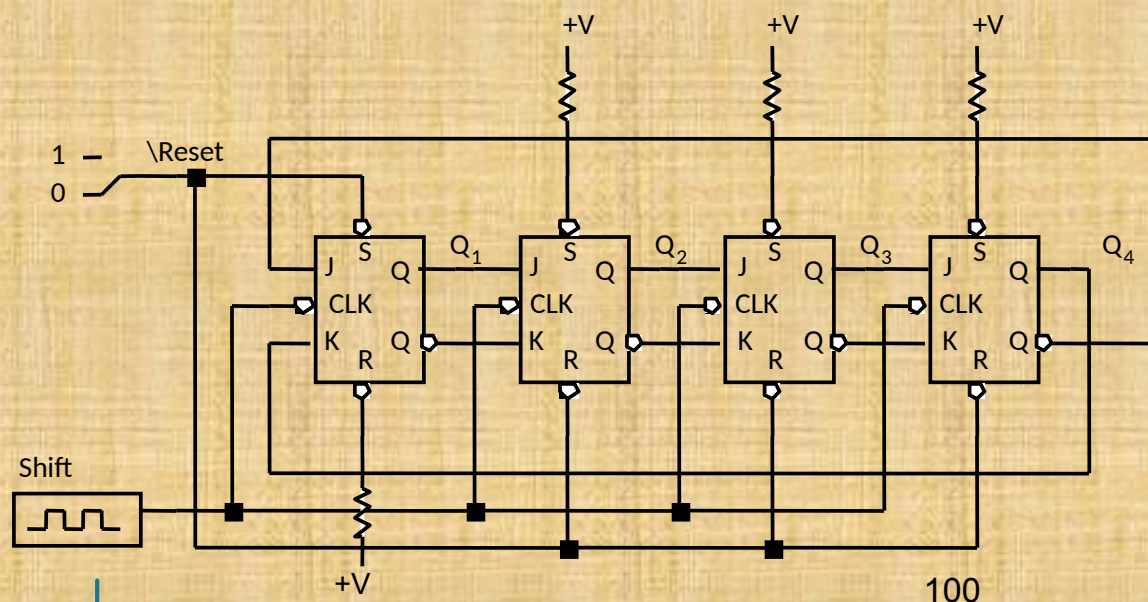 +V +V +V
1 \Reset
0
S Q1 S Q2 S Q3 S Q4
J Q J Q J Q J Q
CLK CLK CLK CLK
K Q K Q K Q K Q
R R R R
Shift
+V
100